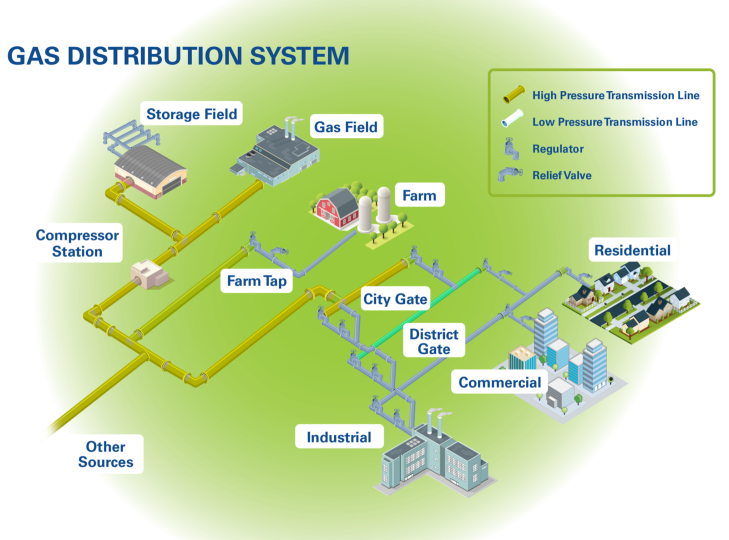 GAS DISTRIBUTION SYSTEM
High Pressure Transmission Line
Low Pressure Transmission Line
Regulator
Relief Valve
Storage Field
Gas Field
Farm
Compressor
Station
Residential
Farm Tap
City Gate
District
Gate
Commercial
Industrial
Other
Sources